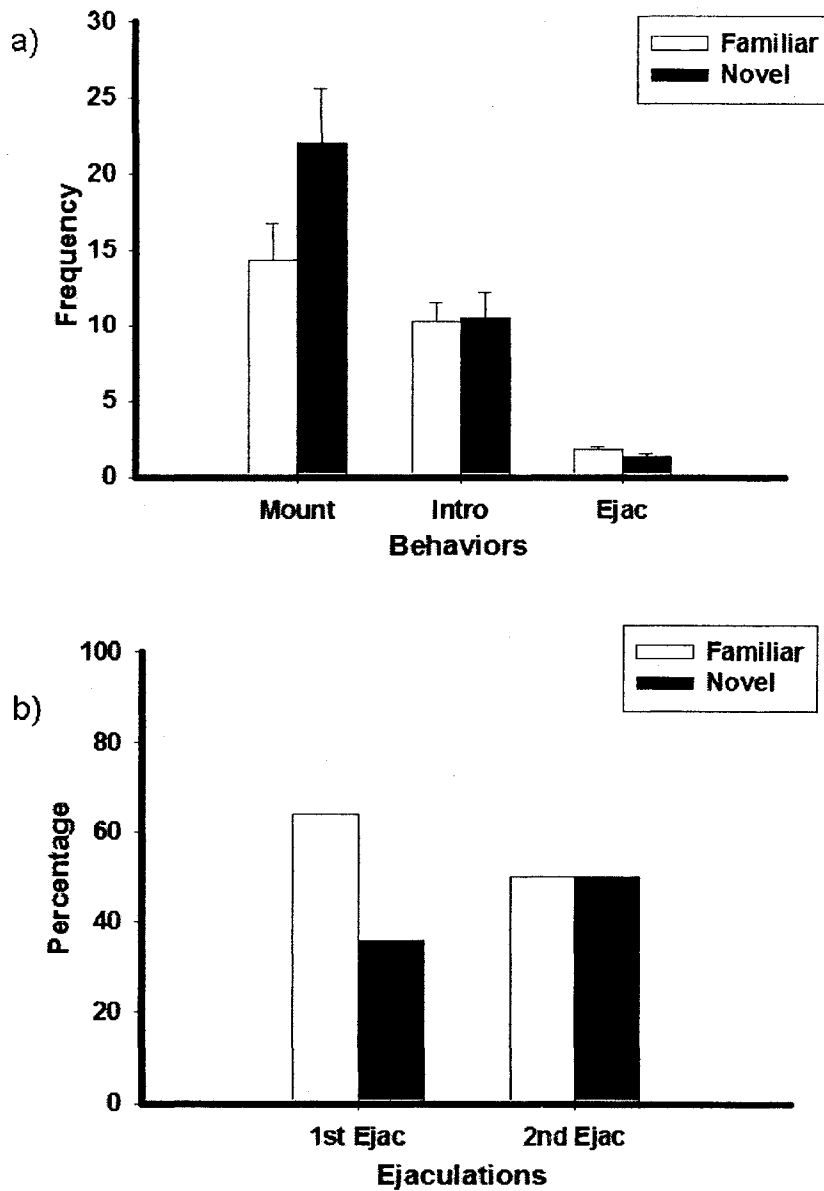 a)
30
25
20
15
10
5
0
Frequency
Familiar
Novel
Mount Intro Ejac
Behaviors
b)
100
80
60
40
20
0
Percentage
Familiar
Novel
1st Ejac 2nd Ejac
Ejaculations